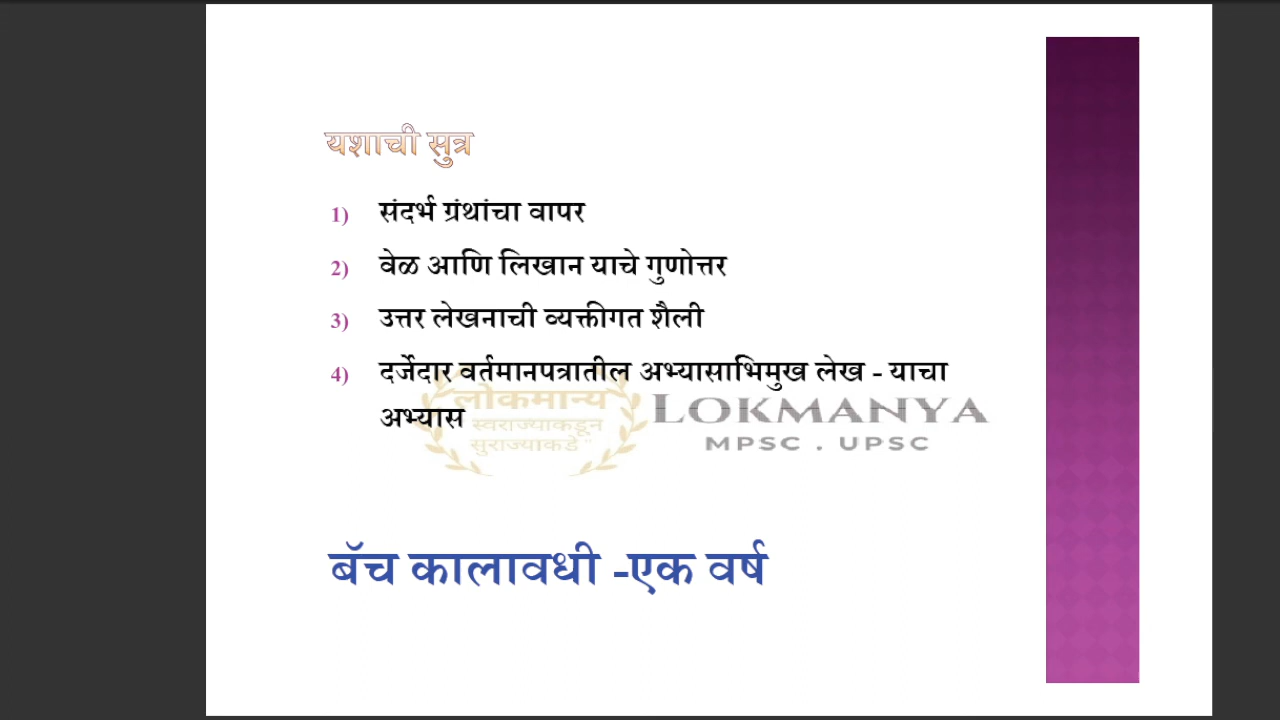 यशाची सुत्र
1) संदर्भ ग्रंथांचा वापर
2) वेळ आणि लिखान याचे गुणोत्तर
3) उत्तर लेखनाची व्यक्तीगत शैली
4) दर्जेदार वर्तमानपत्रातील अभ्यासाभिमुख लेख - याचा
अभ्यास
लोकमान्य
स्वराज्याकडून
सुराज्याकडे"
LOKMANYA
MPSC . UPSC
बॅच कालावधी -एक वर्ष